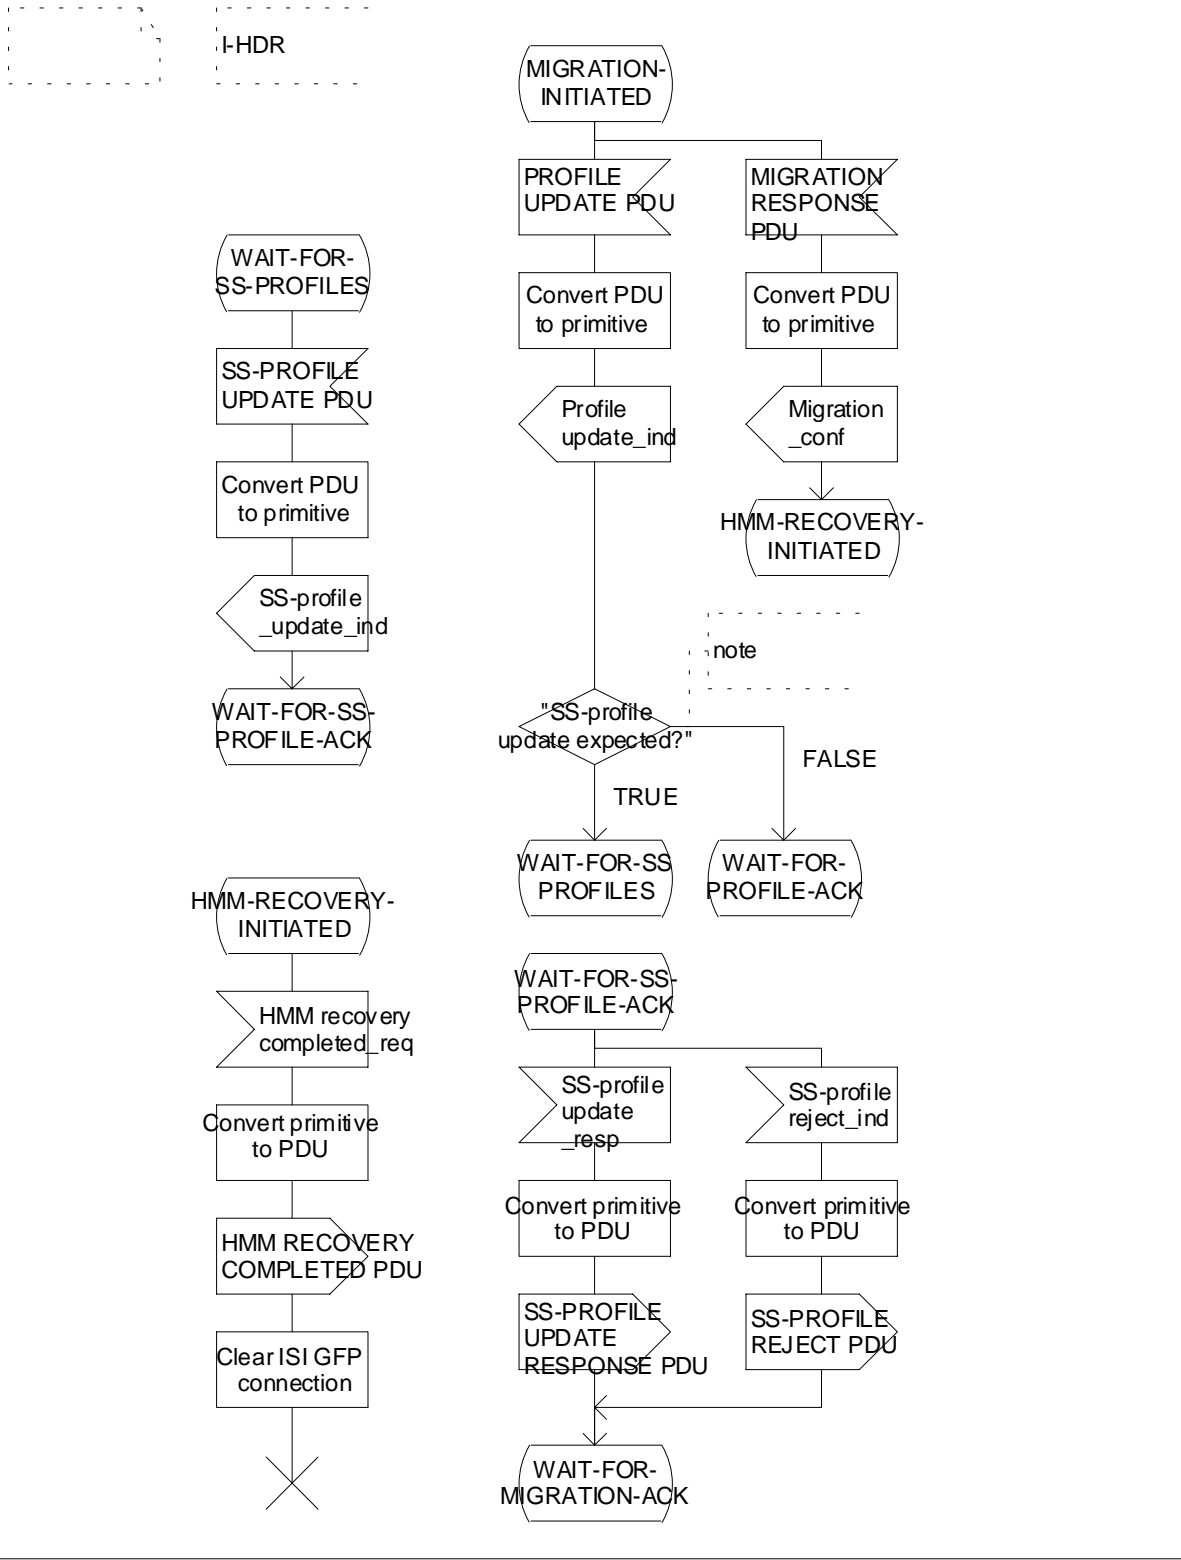 I-HDR
MIGRATION-
INITIATED
PROFILE
UPDATE PDU
MIGRATION
RESPONSE
PDU
WAIT-FOR-
SS-PROFILES
Convert PDU
to primitive
Convert PDU
to primitive
SS-PROFILE
UPDATE PDU
Profile
update_ind
Migration
_conf
Convert PDU
to primitive
HMM-RECOVERY-
INITIATED
SS-profile
_update_ind
note
WAIT-FOR-SS-
PROFILE-ACK
"SS-profile
update expected?"
FALSE
TRUE
WAIT-FOR-SS
PROFILES
WAIT-FOR-
PROFILE-ACK
HMM-RECOVERY-
INITIATED
WAIT-FOR-SS-
PROFILE-ACK
HMM recovery
completed_req
SS-profile
update
_resp
SS-profile
reject_ind
Convert primitive
to PDU
Convert primitive
to PDU
Convert primitive
to PDU
HMM RECOVERY
COMPLETED PDU
SS-PROFILE
UPDATE
RESPONSE PDU
SS-PROFILE
REJECT PDU
Clear ISI GFP
connection
WAIT-FOR-
MIGRATION-ACK